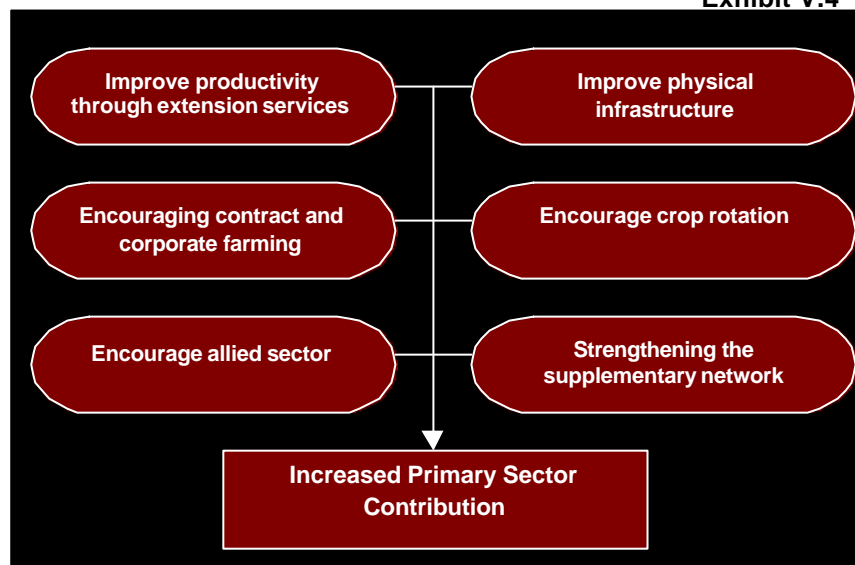 Exhibit V.4
Improve productivity
through extension services
Improve physical
infrastructure
Encouraging contract and
corporate farming
Encourage crop rotation
Encourage allied sector
Strengthening the
supplementary network
Increased Primary Sector
Contribution